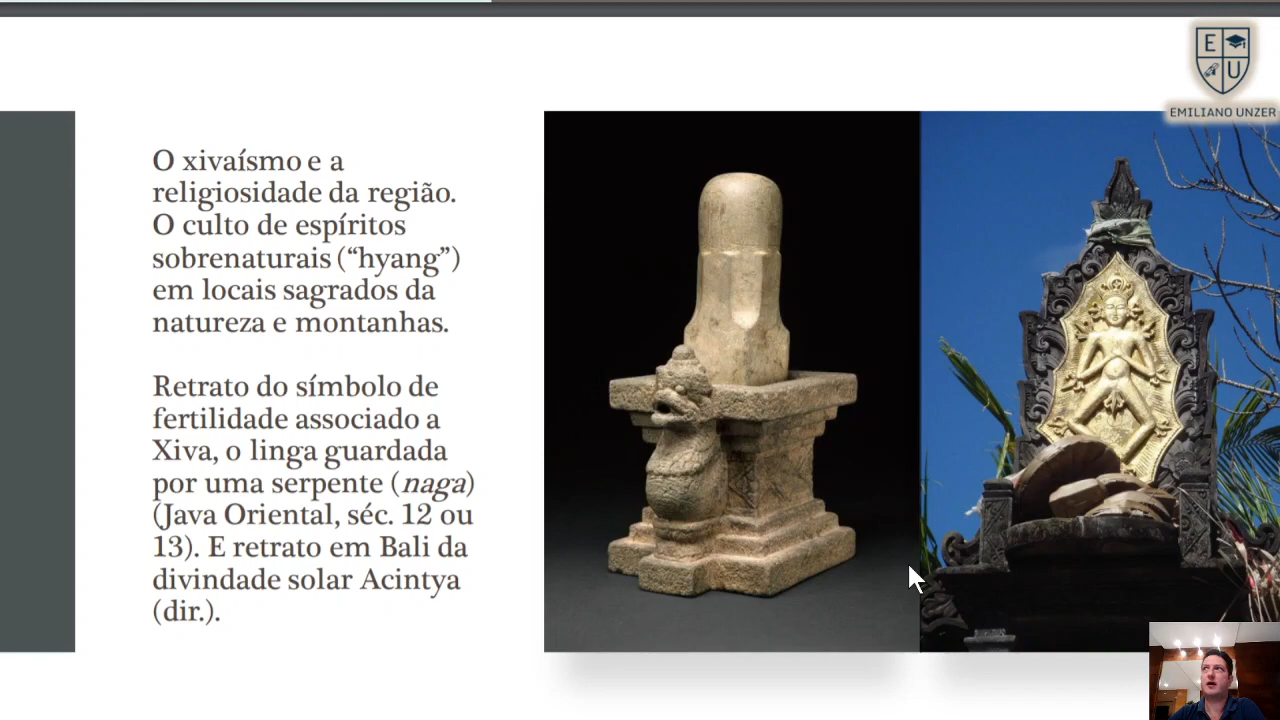 E
U
EMILIANO UNZER
O xivaísmo e a
religiosidade da região.
O culto de espíritos
sobrenaturais (“hyang”)
em locais sagrados da
natureza e montanhas.
Retrato do símbolo de
fertilidade associado a
Xiva, o linga guardada
por uma serpente (naga)
(Java Oriental, séc. 12 ou
13). E retrato em Bali da
divindade solar Acintya
(dir.).